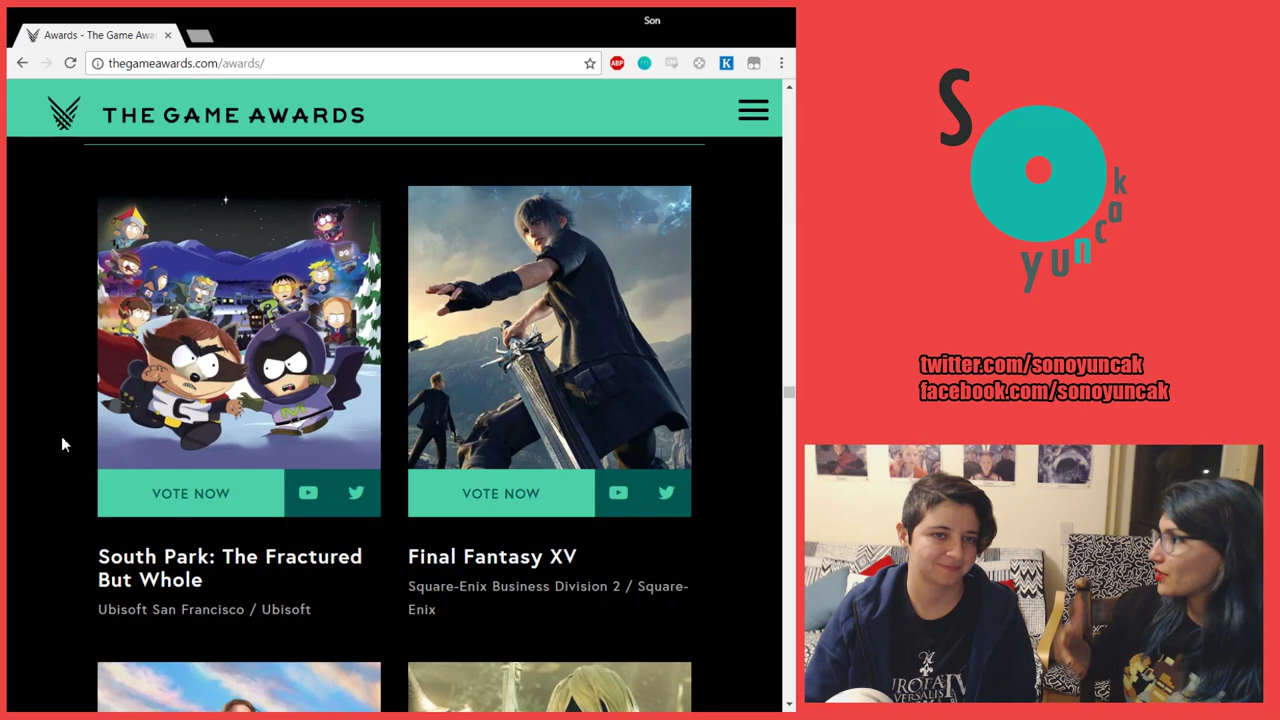 Son
Awards - The Game Awa
thegameawards.com/awards/
ABP
K
THE GAME AWARDS
VOTE NOW
VOTE NOW
South Park: The Fractured
But Whole
Ubisoft San Francisco / Ubisoft
Final Fantasy XV
Square-Enix Business Division 2 / Square-
Enix
S
yuncak
twitter.com/sonoyuncak
facebook.com/sonoyuncak